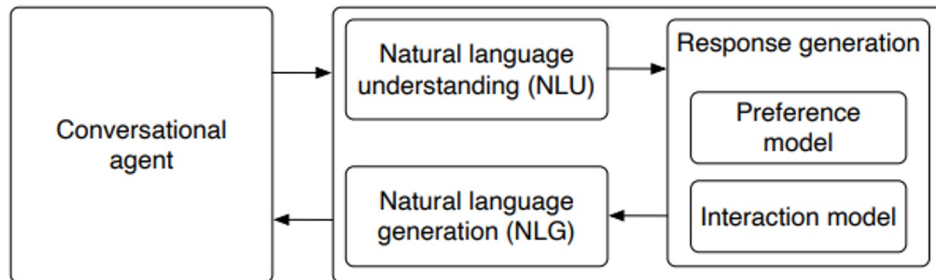 Conversational
agent
Natural language
understanding (NLU)
Natural language
generation (NLG)
Response generation
Preference
model
Interaction model